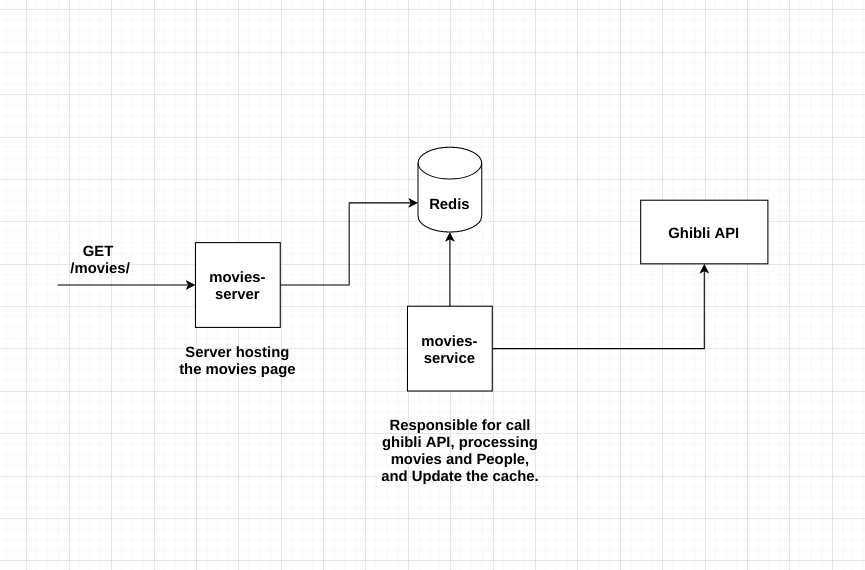 GET
/movies/
movies-
server
Server hosting
the movies page
Redis
movies-
service
Responsible for call
ghibli API, processing
movies and People,
and Update the cache.
Ghibli API